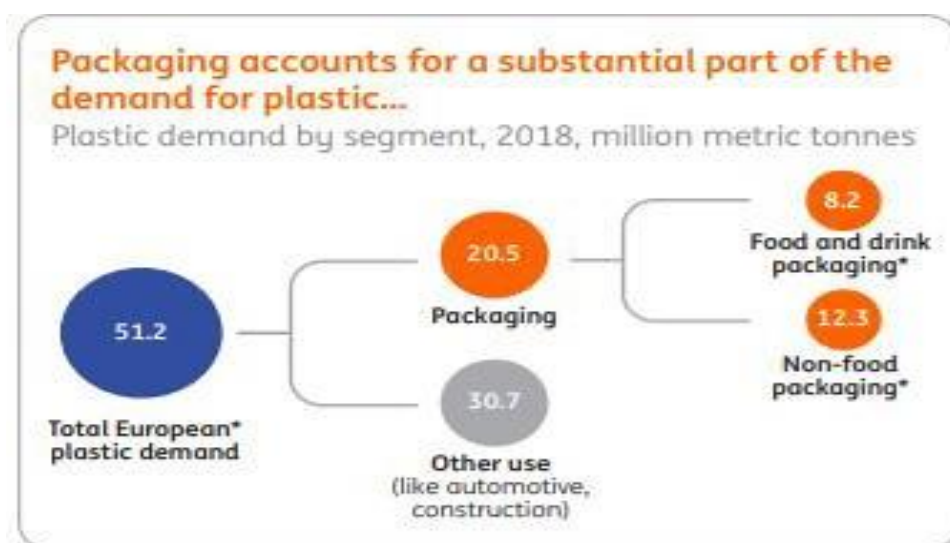 Packaging accounts for a substantial part of the
demand for plastic...
Plastic demand by segment, 2018, million metric tonnes
51.2
Total European*
plastic demand
20.5
Packaging
30.7
Other use
(like automotive,
construction)
8.2
Food and drink
packaging*
12.3
Non-food
packaging*